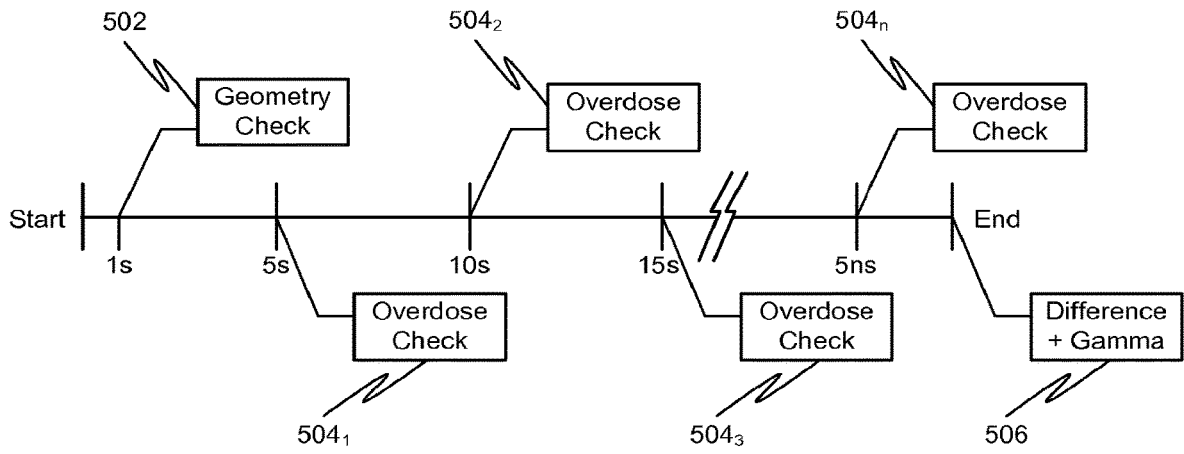 502
504₂
504ₙ
Geometry
Check
Overdose
Check
Overdose
Check
Start
End
1s
5s
10s
15s
5ns
Overdose
Check
Overdose
Check
Difference
+ Gamma
504₁
504₃
506